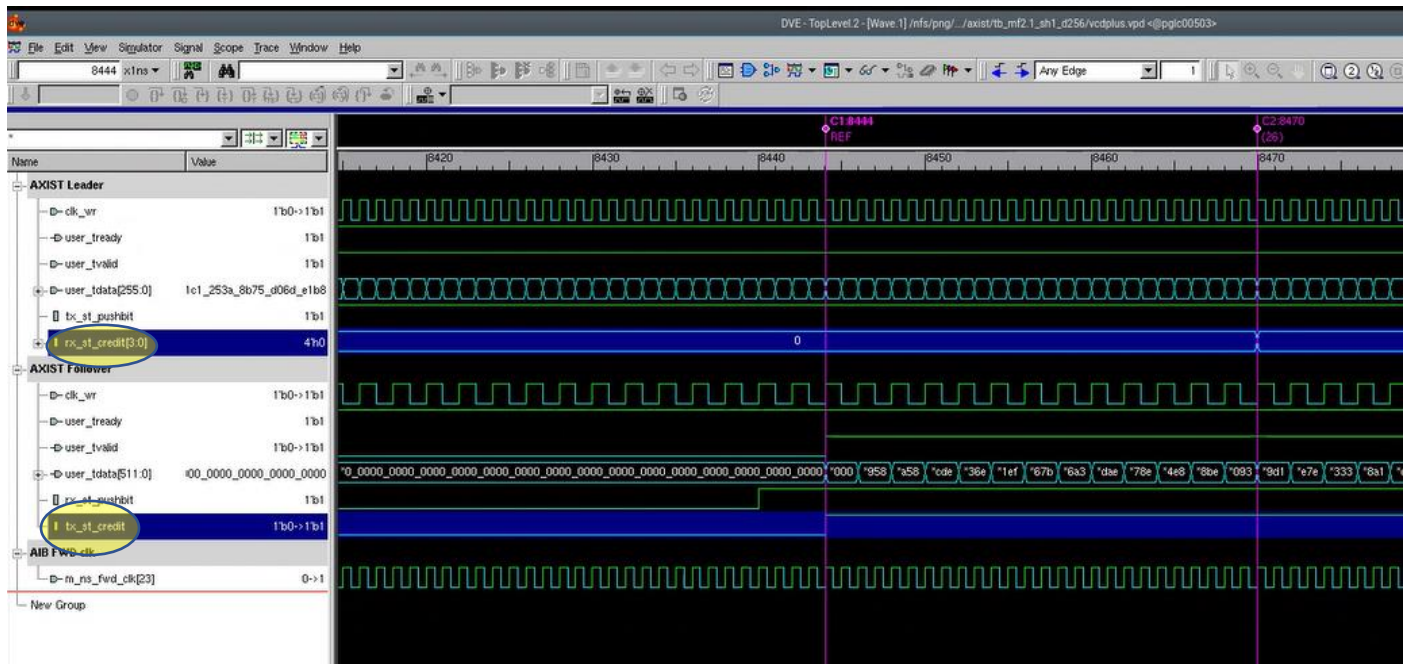 DVE - TopLevel.2 - [Wave.1] /nfs/png/.../axist/tb_mf2.1_sh1_d256/vcdplus.vpd <@pglc00503>
File Edit View Simulator Signal Scope Trace Window Help
8444 x1ns Any Edge 1
C1:8444 C2:8470
REF (26)
Name Value 8420 8430 8440 8450 8460 8470
AXIST Leader
clk_wr 1'b0->1'b1
user_tready 1'b1
user_tvalid 1'b1
user_tdata[255:0] 1c1_253a_8b75_d06d_e1b8
tx_st_pushbit 1'b1
rx_st_credit[3:0] 4'h0 0
AXIST Follower
clk_wr 1'b0->1'b1
user_tready 1'b1
user_tvalid 1'b0->1'b1
user_tdata[511:0] 00_0000_0000_0000_0000 *0_0000_0000_0000_0000_0000_0000_0000_0000_0000_0000_0000_0000 *000 *958 *a58 *cde *36e *1ef *67b *6a3 *dae *78e *4e8 *8be *093 *9d1 *e7e *333 *8a1
rx_st_pushbit 1'b1
tx_st_credit 1'b0->1'b1
AIB FWD clk
m_ns_fwd_clk[23] 0->1
New Group